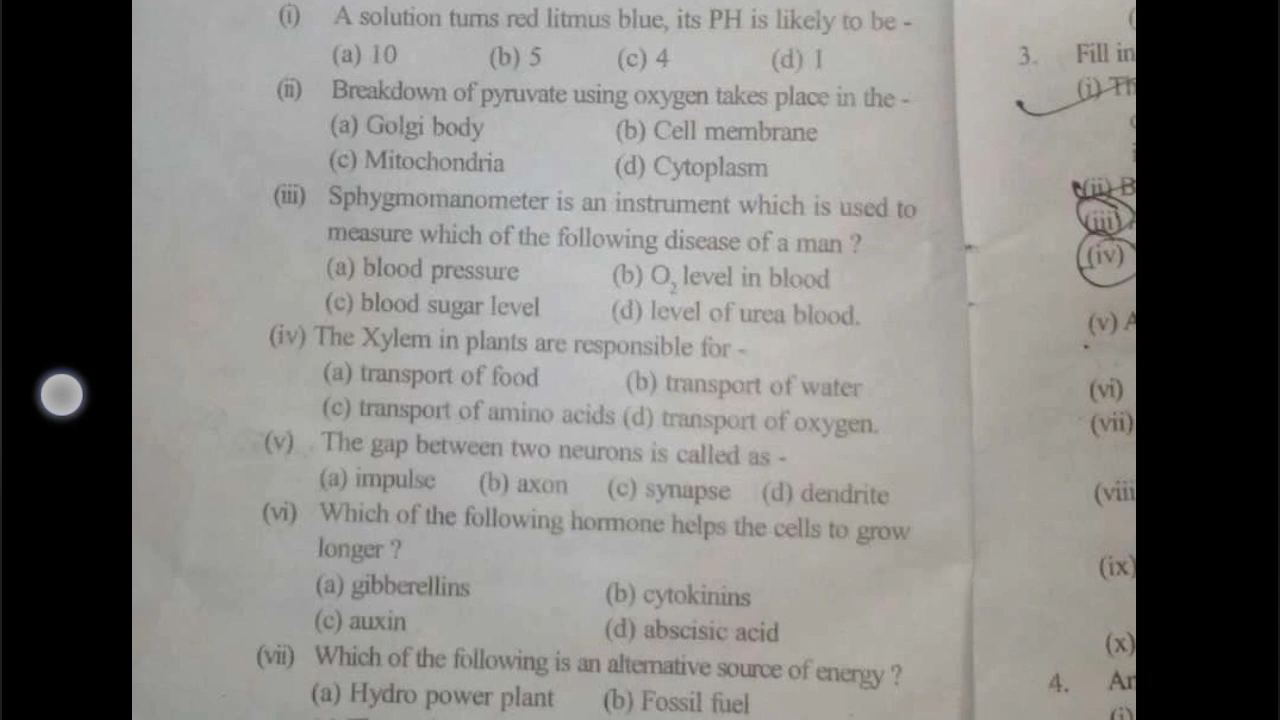 (i) A solution turns red litmus blue, its PH is likely to be -
(a) 10 (b) 5 (c) 4 (d) 1
(ii) Breakdown of pyruvate using oxygen takes place in the -
(a) Golgi body (b) Cell membrane
(c) Mitochondria (d) Cytoplasm
(iii) Sphygmomanometer is an instrument which is used to
measure which of the following disease of a man ?
(a) blood pressure (b) O₂ level in blood
(c) blood sugar level (d) level of urea blood.
(iv) The Xylem in plants are responsible for -
(a) transport of food (b) transport of water
(c) transport of amino acids (d) transport of oxygen.
(v) The gap between two neurons is called as -
(a) impulse (b) axon (c) synapse (d) dendrite
(vi) Which of the following hormone helps the cells to grow
longer ?
(a) gibberellins (b) cytokinins
(c) auxin (d) abscisic acid
(vii) Which of the following is an alternative source of energy ?
(a) Hydro power plant (b) Fossil fuel
3. Fill in
(i) Th
(ii) B
(iii)
(iv)
(v) A
(vi)
(vii)
(viii
(ix)
(x)
4. Ar
(i)